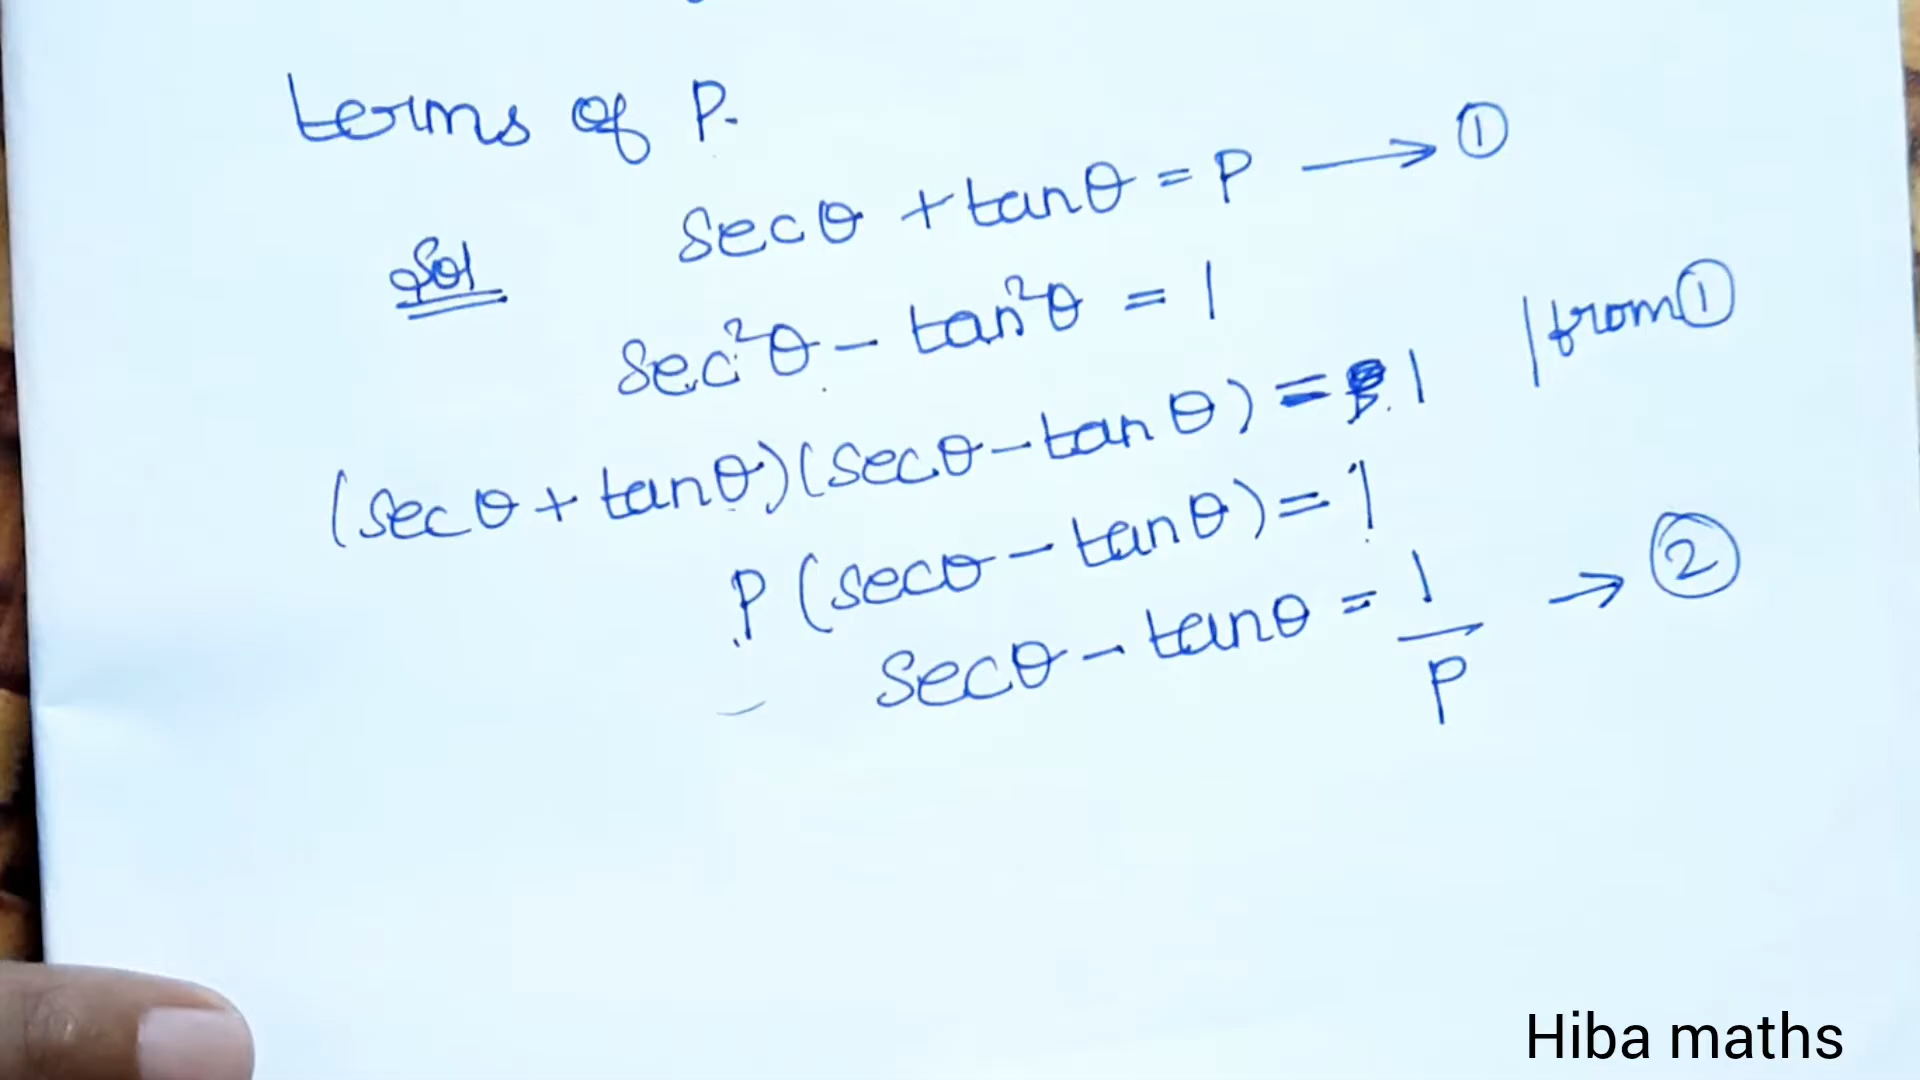 terms of P.
secθ + tanθ = P → ①
Sol
sec²θ - tan²θ = 1
(secθ + tanθ)(secθ - tanθ) = 1 | from ①
P (secθ - tanθ) = 1
secθ - tanθ = 1/P → ②
Hiba maths